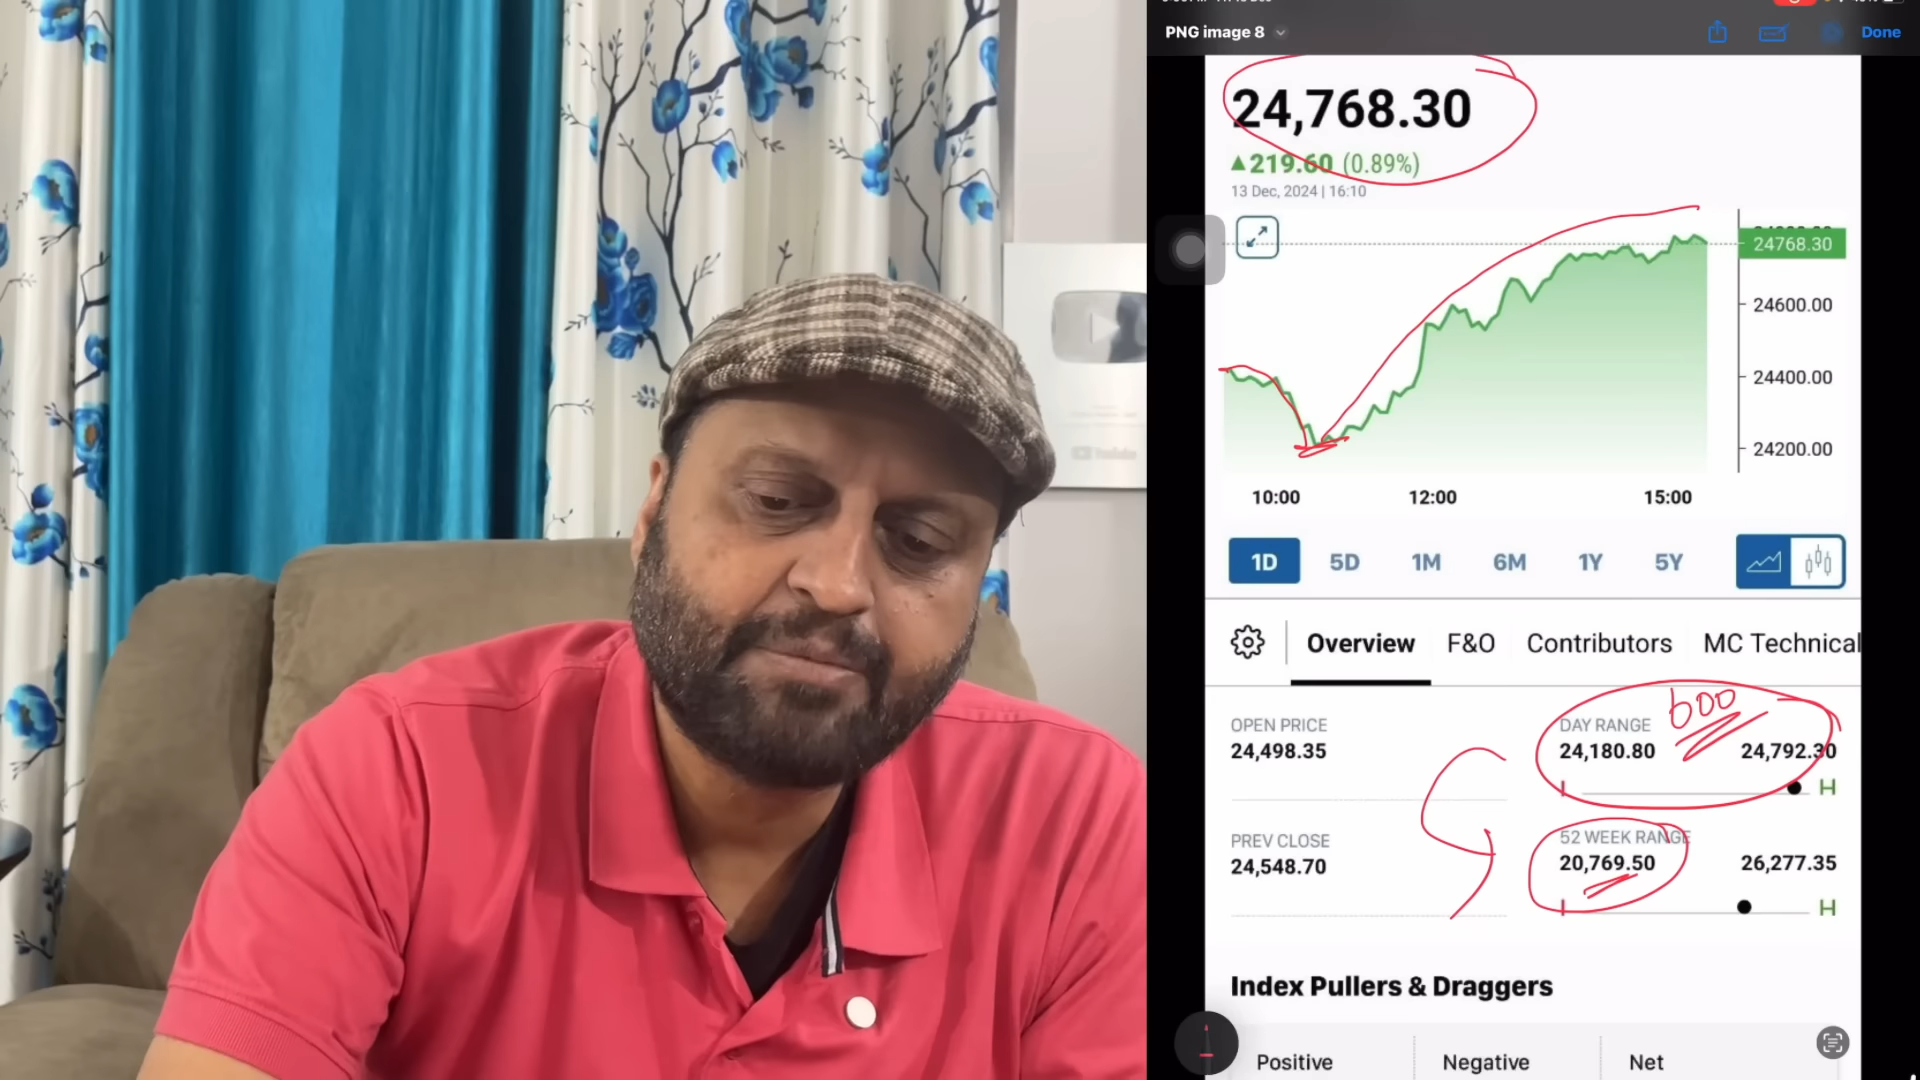 PNG image 8
Done
24,768.30
▲219.60 (0.89%)
13 Dec, 2024 | 16:10
24768.30
24600.00
24400.00
24200.00
10:00 12:00 15:00
1D 5D 1M 6M 1Y 5Y
Overview F&O Contributors MC Technical
600
OPEN PRICE DAY RANGE
24,498.35 24,180.80 24,792.30
H
PREV CLOSE 52 WEEK RANGE
24,548.70 20,769.50 26,277.35
H
Index Pullers & Draggers
Positive Negative Net
YouTube